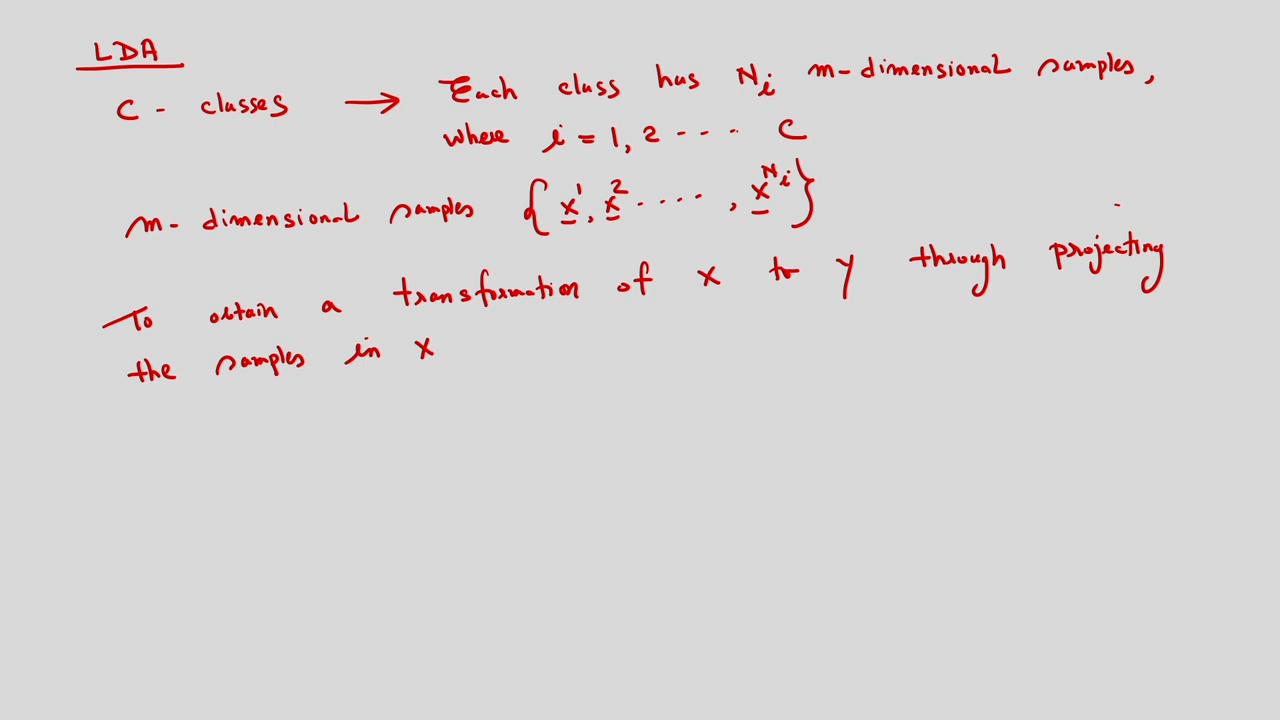 LDA
C - classes → Each class has Nᵢ m-dimensional samples,
where i = 1, 2 - - - · C
m- dimensional samples {x¹, x² · · · · , x^Nᵢ}
To obtain a transformation of X to Y through projecting
the samples in X